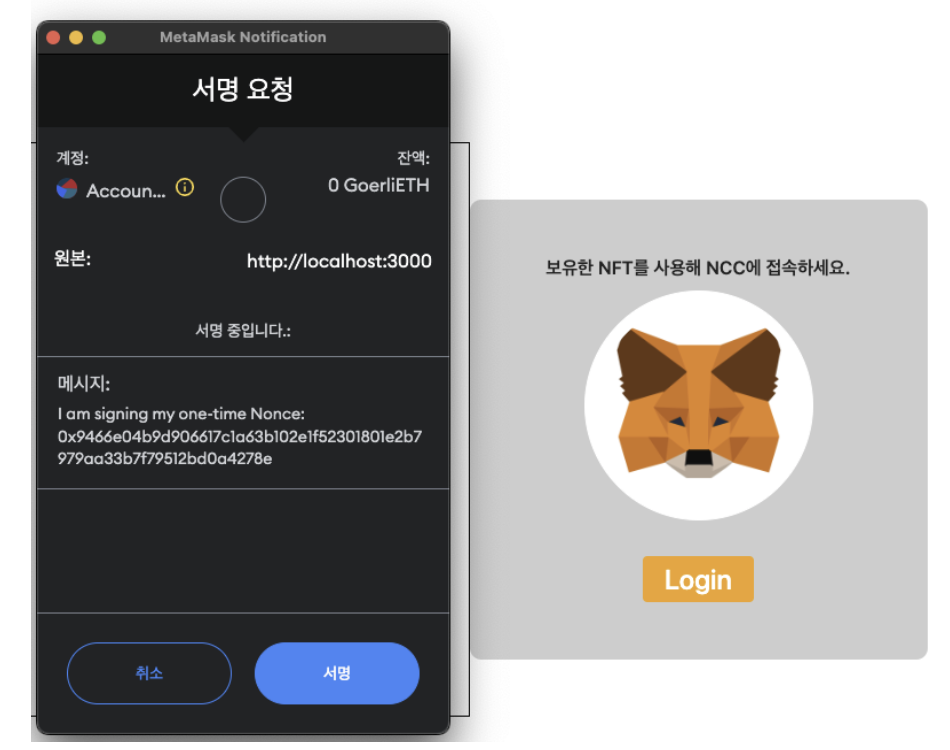 MetaMask Notification
서명 요청
계정:
잔액:
Accoun...
0 GoerliETH
원본:
http://localhost:3000
서명 중입니다.:
메시지:
I am signing my one-time Nonce:
0x9466e04b9d906617c1a63b102e1f52301801e2b7
979aa33b7f79512bd0a4278e
취소
서명
보유한 NFT를 사용해 NCC에 접속하세요.
Login